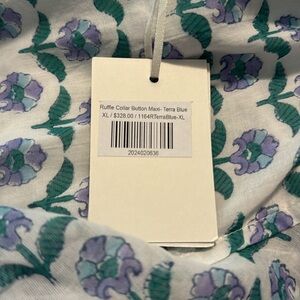 Ruffle Collar Button Maxi- Terra Blue
XL / $328.00 / 1164RTerraBlue-XL
2024020636